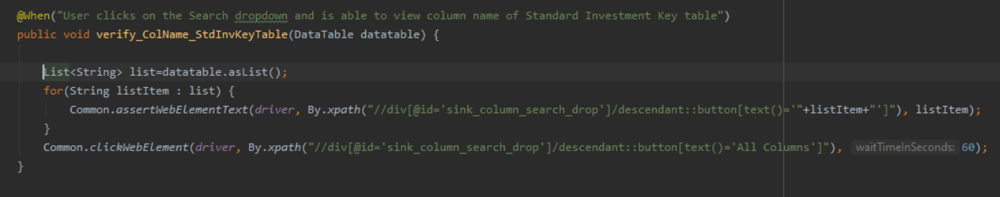 @When("User clicks on the Search dropdown and is able to view column name of Standard Investment Key table")
public void verify_ColName_StdInvKeyTable(DataTable datatable) {
List<String> list=datatable.asList();
for(String listItem : list) {
Common.assertWebElementText(driver, By.xpath("//div[@id='sink_column_search_drop']/descendant::button[text()='"+listItem+"']"), listItem);
}
Common.clickWebElement(driver, By.xpath("//div[@id='sink_column_search_drop']/descendant::button[text()='All Columns']"), waitTimeInSeconds: 60);
}